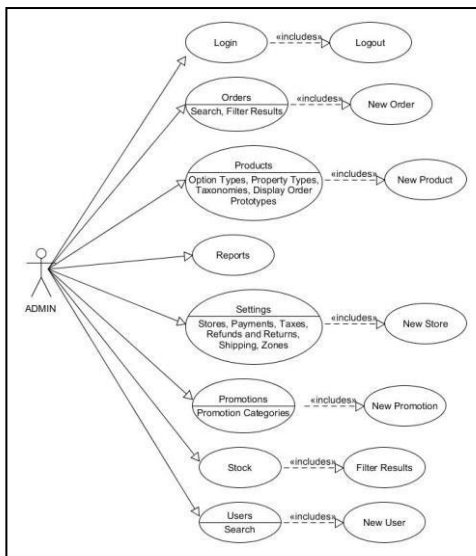 Login
«includes»
Logout
Orders
Search, Filter Results
«includes»
New Order
Products
Option Types, Property Types,
Taxonomies, Display Order
Prototypes
«includes»
New Product
Reports
ADMIN
Settings
Stores, Payments, Taxes,
Refunds and Returns,
Shipping, Zones
«includes»
New Store
Promotions
Promotion Categories
«includes»
New Promotion
Stock
«includes»
Filter Results
Users
Search
«includes»
New User